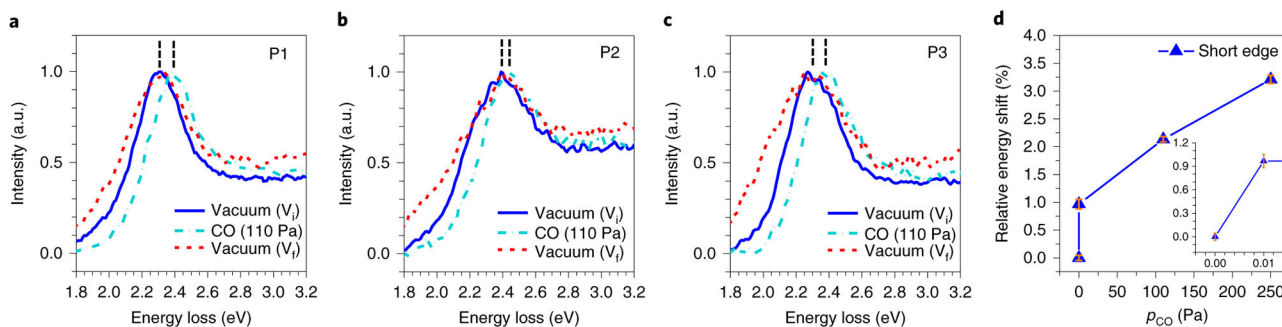 a
P1
Intensity (a.u.)
1.0
0.5
0.0
Vacuum (Vi)
CO (110 Pa)
Vacuum (Vf)
1.8 2.0 2.2 2.4 2.6 2.8 3.0 3.2
Energy loss (eV)
b
P2
Intensity (a.u.)
1.0
0.5
0.0
Vacuum (Vi)
CO (110 Pa)
Vacuum (Vf)
1.8 2.0 2.2 2.4 2.6 2.8 3.0 3.2
Energy loss (eV)
c
P3
Intensity (a.u.)
1.0
0.5
0.0
Vacuum (Vi)
CO (110 Pa)
Vacuum (Vf)
1.8 2.0 2.2 2.4 2.6 2.8 3.0 3.2
Energy loss (eV)
d
Relative energy shift (%)
4.0
3.5
3.0
2.5
2.0
1.5
1.0
0.5
0.0
Short edge
1.2
0.9
0.6
0.3
0.0
0.00 0.01
0 50 100 150 200 250
pCO (Pa)